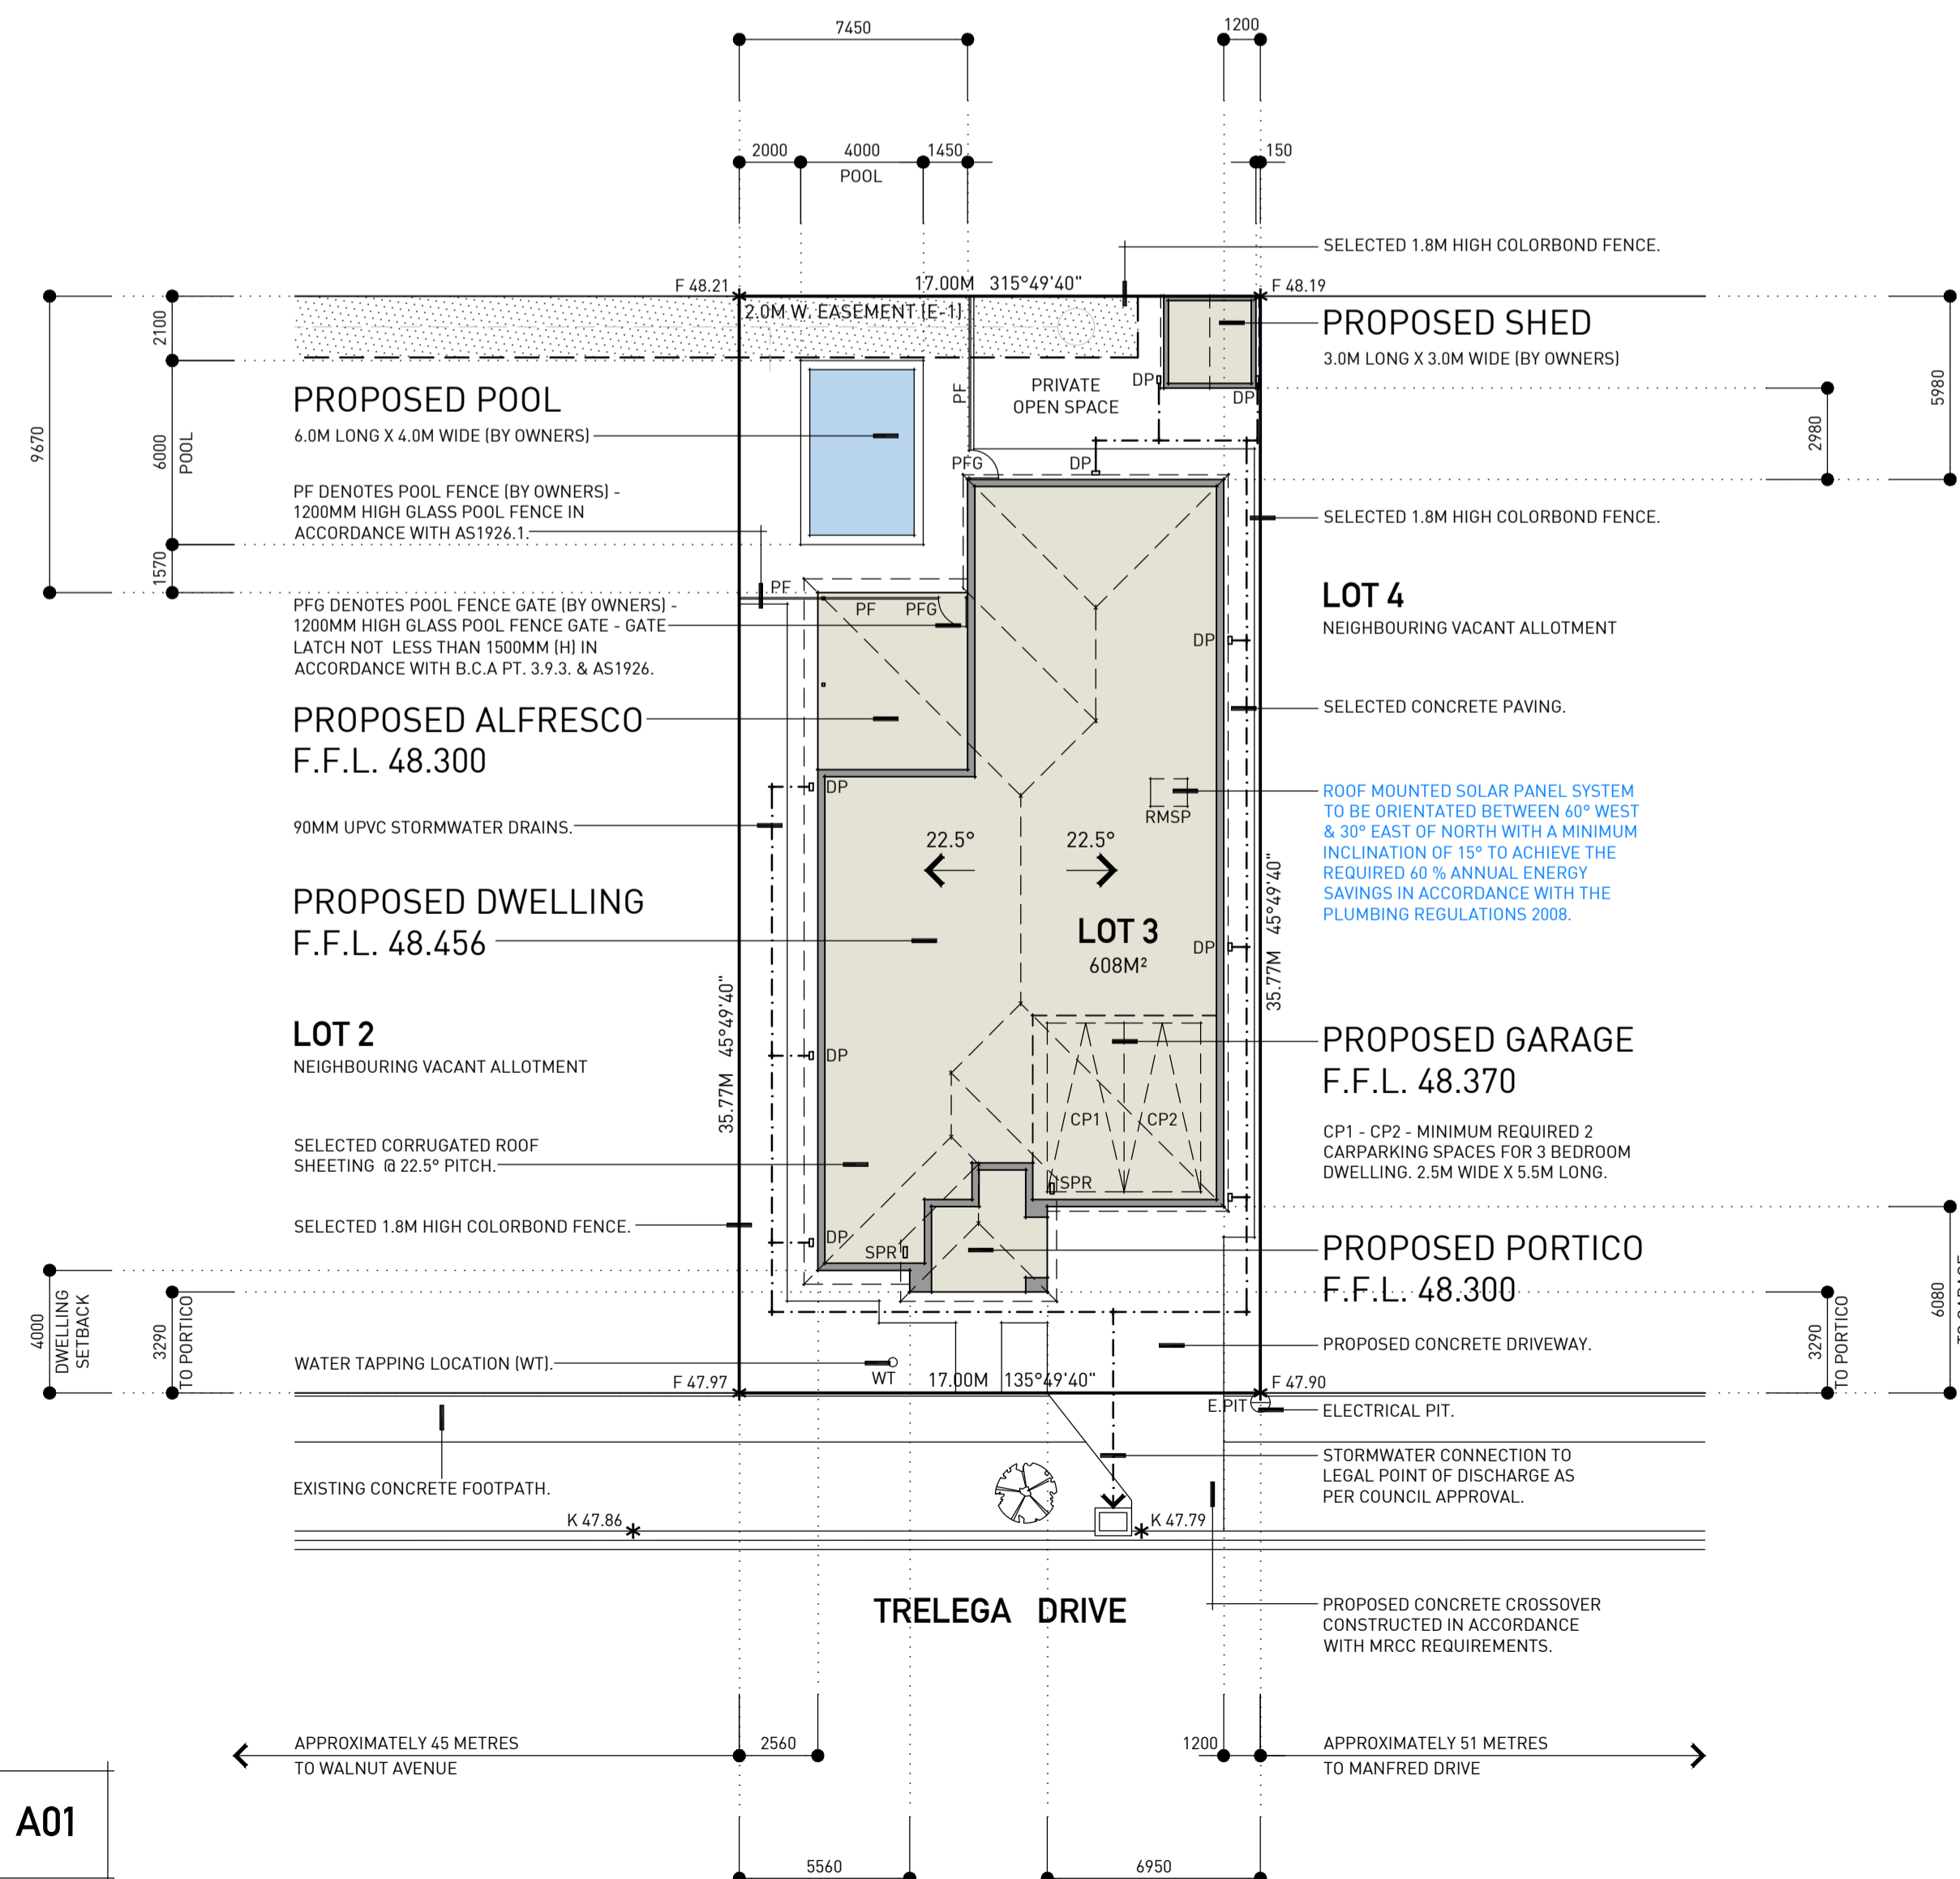 7450
1200
2000
4000
1450
150
POOL
SELECTED 1.8M HIGH COLORBOND FENCE.
F 48.21
17.00M 315°49'40"
F 48.19
2.0M W. EASEMENT (E-1)
PROPOSED SHED
3.0M LONG X 3.0M WIDE (BY OWNERS)
2100
5980
PROPOSED POOL
6.0M LONG X 4.0M WIDE (BY OWNERS)
PF
PRIVATE
OPEN SPACE
DP
DP
9670
6000
POOL
2980
PFG
DP
PF DENOTES POOL FENCE (BY OWNERS) -
1200MM HIGH GLASS POOL FENCE IN
ACCORDANCE WITH AS1926.1.
SELECTED 1.8M HIGH COLORBOND FENCE.
1570
PF
PF
PFG
PFG DENOTES POOL FENCE GATE (BY OWNERS) -
1200MM HIGH GLASS POOL FENCE GATE - GATE
LATCH NOT LESS THAN 1500MM (H) IN
ACCORDANCE WITH B.C.A PT. 3.9.3. & AS1926.
LOT 4
NEIGHBOURING VACANT ALLOTMENT
DP
PROPOSED ALFRESCO
F.F.L. 48.300
SELECTED CONCRETE PAVING.
DP
RMSP
ROOF MOUNTED SOLAR PANEL SYSTEM
TO BE ORIENTATED BETWEEN 60° WEST
& 30° EAST OF NORTH WITH A MINIMUM
INCLINATION OF 15° TO ACHIEVE THE
REQUIRED 60 % ANNUAL ENERGY
SAVINGS IN ACCORDANCE WITH THE
PLUMBING REGULATIONS 2008.
90MM UPVC STORMWATER DRAINS.
22.5°
22.5°
PROPOSED DWELLING
F.F.L. 48.456
LOT 3
608M²
DP
35.77M 45°49'40"
35.77M 45°49'40"
LOT 2
NEIGHBOURING VACANT ALLOTMENT
DP
PROPOSED GARAGE
F.F.L. 48.370
CP1
CP2
CP1 - CP2 - MINIMUM REQUIRED 2
CARPARKING SPACES FOR 3 BEDROOM
DWELLING. 2.5M WIDE X 5.5M LONG.
SELECTED CORRUGATED ROOF
SHEETING @ 22.5° PITCH.
SPR
SELECTED 1.8M HIGH COLORBOND FENCE.
DP
SPR
PROPOSED PORTICO
F.F.L. 48.300
4000
DWELLING
SETBACK
3290
TO PORTICO
3290
TO PORTICO
6080
PROPOSED CONCRETE DRIVEWAY.
WATER TAPPING LOCATION (WT).
WT
F 47.97
17.00M 135°49'40"
F 47.90
E.PIT
ELECTRICAL PIT.
STORMWATER CONNECTION TO
LEGAL POINT OF DISCHARGE AS
PER COUNCIL APPROVAL.
EXISTING CONCRETE FOOTPATH.
K 47.86
K 47.79
TRELEGA DRIVE
PROPOSED CONCRETE CROSSOVER
CONSTRUCTED IN ACCORDANCE
WITH MRCC REQUIREMENTS.
APPROXIMATELY 45 METRES
TO WALNUT AVENUE
2560
1200
APPROXIMATELY 51 METRES
TO MANFRED DRIVE
A01
5560
6950